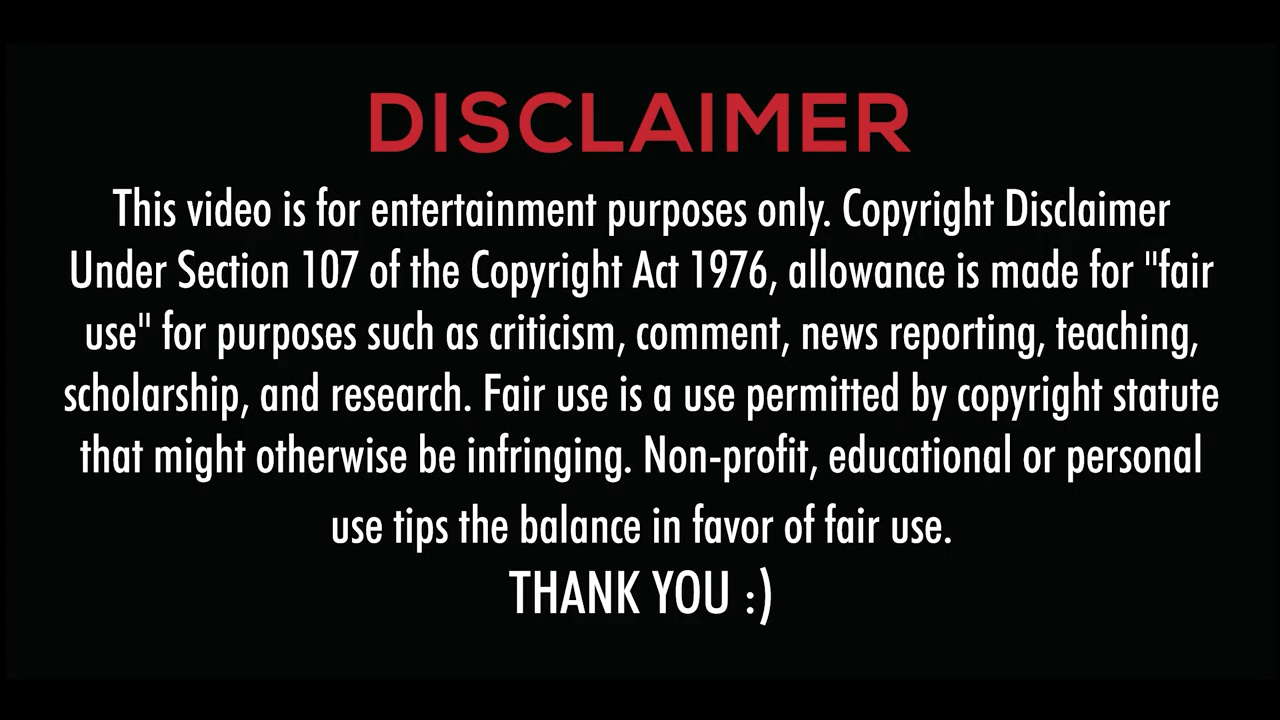 DISCLAIMER
This video is for entertainment purposes only. Copyright Disclaimer
Under Section 107 of the Copyright Act 1976, allowance is made for "fair
use" for purposes such as criticism, comment, news reporting, teaching,
scholarship, and research. Fair use is a use permitted by copyright statute
that might otherwise be infringing. Non-profit, educational or personal
use tips the balance in favor of fair use.
THANK YOU :)